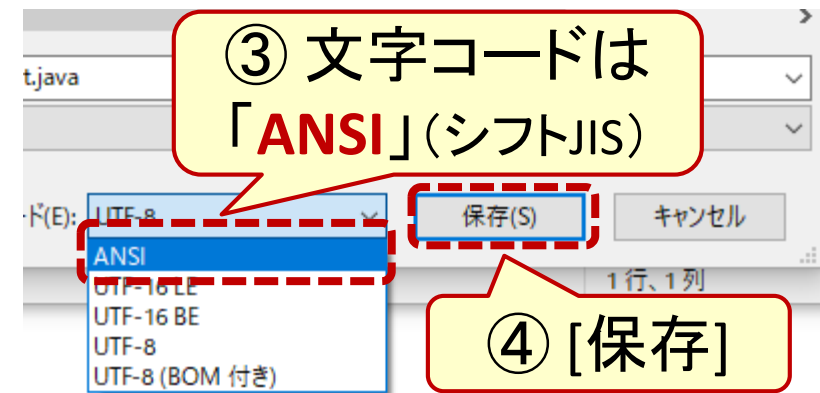 ③ 文字コードは
「ANSI」（シフトJIS）
t.java
ド(E): UTF-8
保存(S)
キャンセル
ANSI
UTF-16 LE
UTF-16 BE
UTF-8
UTF-8 (BOM 付き)
1 行、1 列
④ [保存]